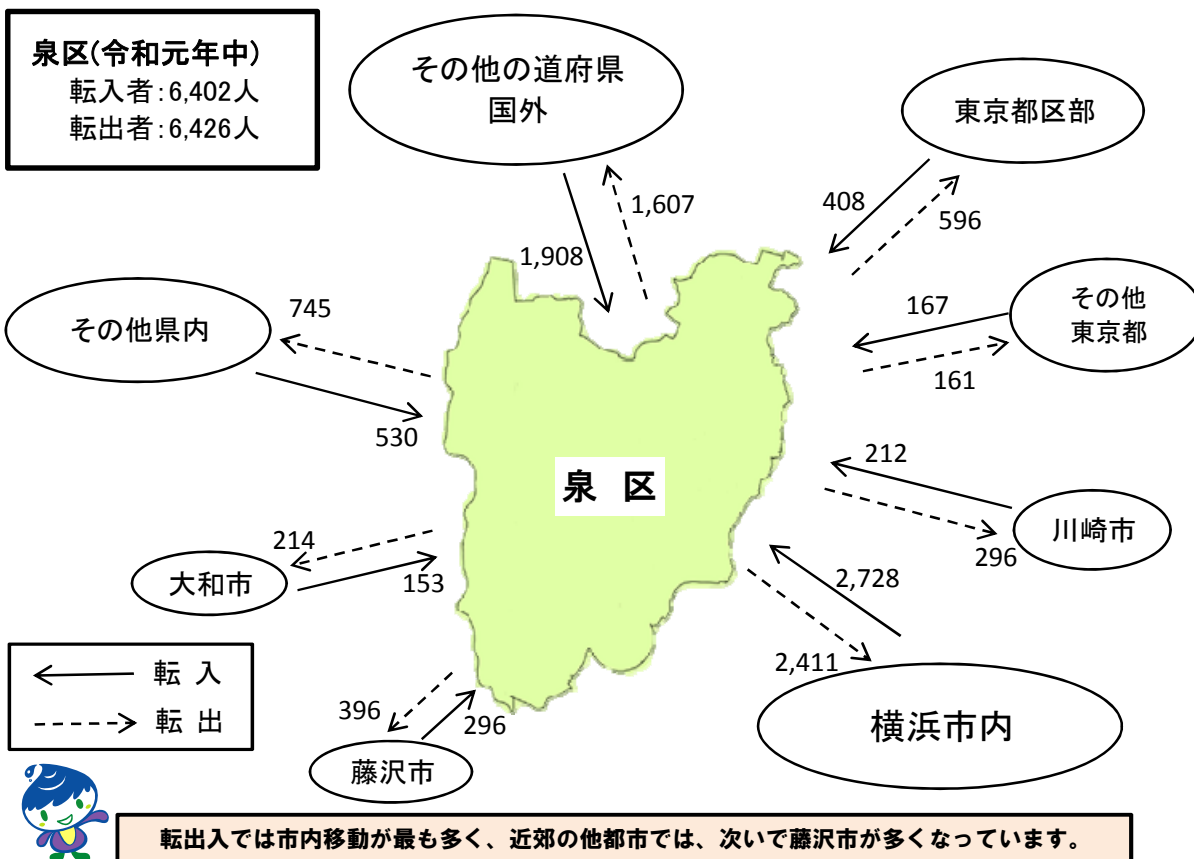 泉区(令和元年中)
転入者:6,402人
転出者:6,426人
その他の道府県
国外
東京都区部
1,607
408
596
1,908
その他県内
745
530
その他
東京都
167
161
泉 区
212
川崎市
296
214
大和市
153
2,728
2,411
横浜市内
転 入
転 出
396
296
藤沢市
転出入では市内移動が最も多く、近郊の他都市では、次いで藤沢市が多くなっています。